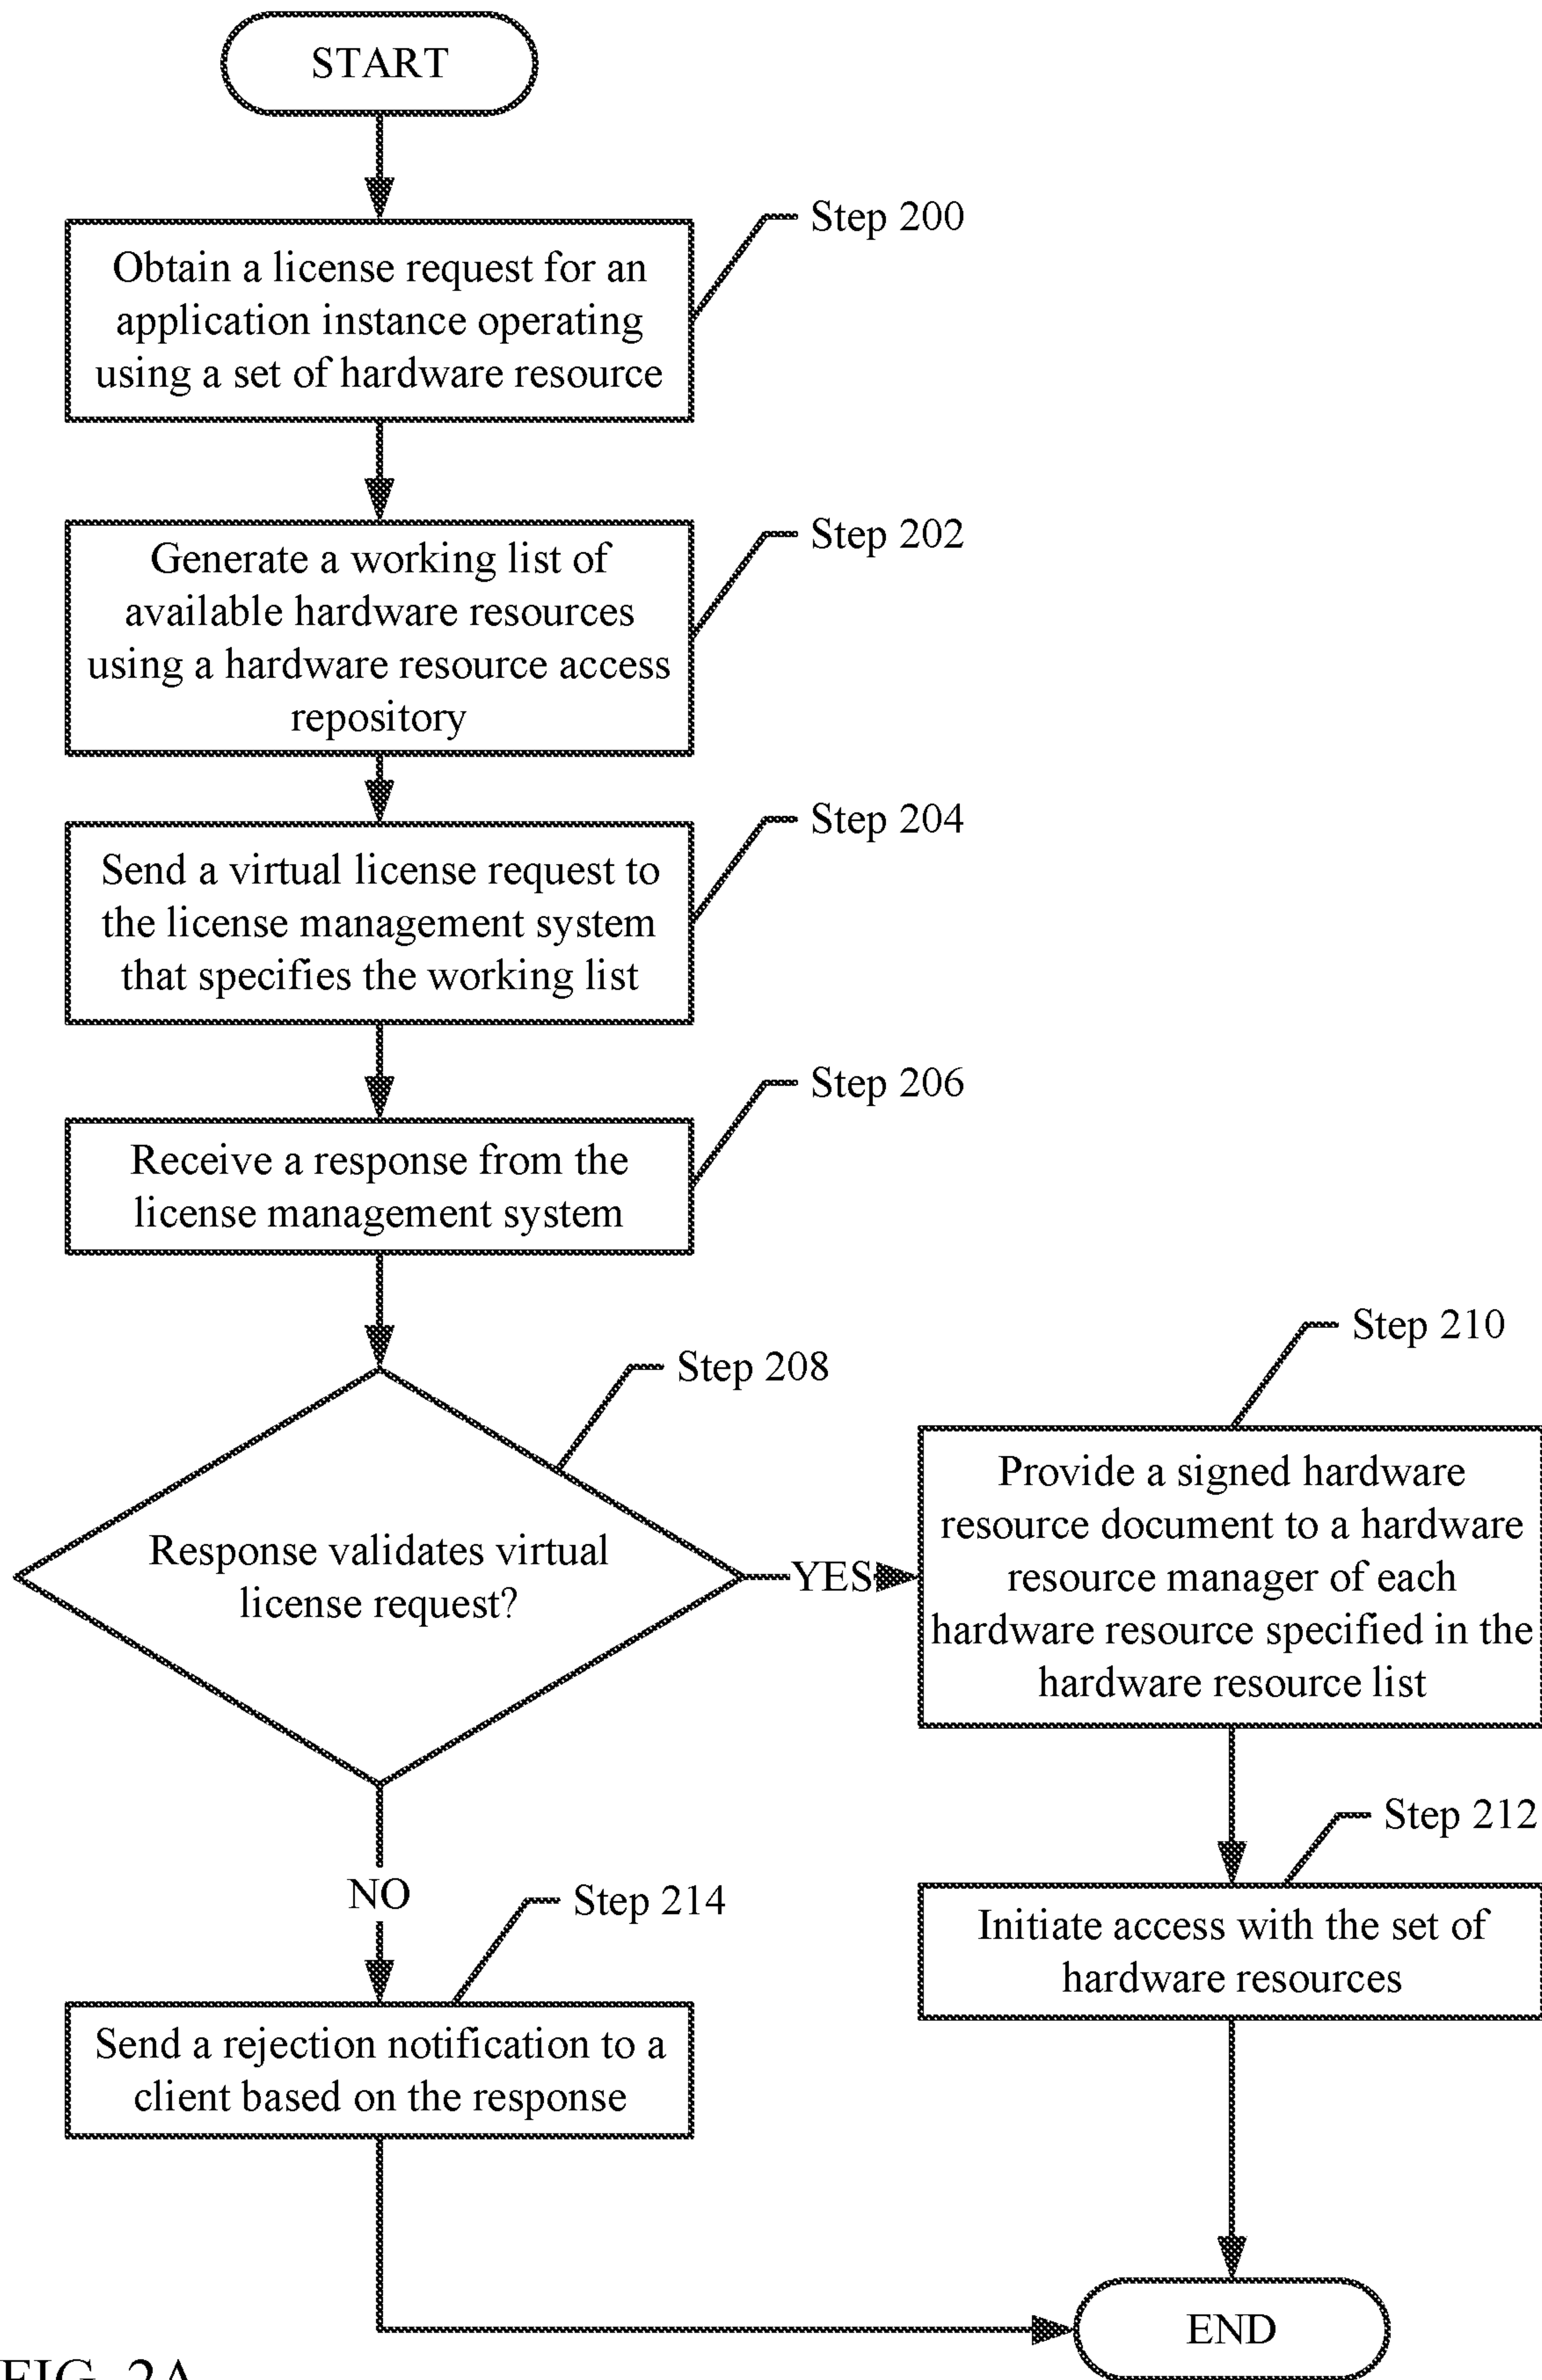 START
Step 200
Obtain a license request for an
application instance operating
using a set of hardware resource
Step 202
Generate a working list of
available hardware resources
using a hardware resource access
repository
Step 204
Send a virtual license request to
the license management system
that specifies the working list
Step 206
Receive a response from the
license management system
Step 208
Response validates virtual
license request?
YES
Step 210
Provide a signed hardware
resource document to a hardware
resource manager of each
hardware resource specified in the
hardware resource list
Step 212
Initiate access with the set of
hardware resources
NO
Step 214
Send a rejection notification to a
client based on the response
END
FIG. 2A